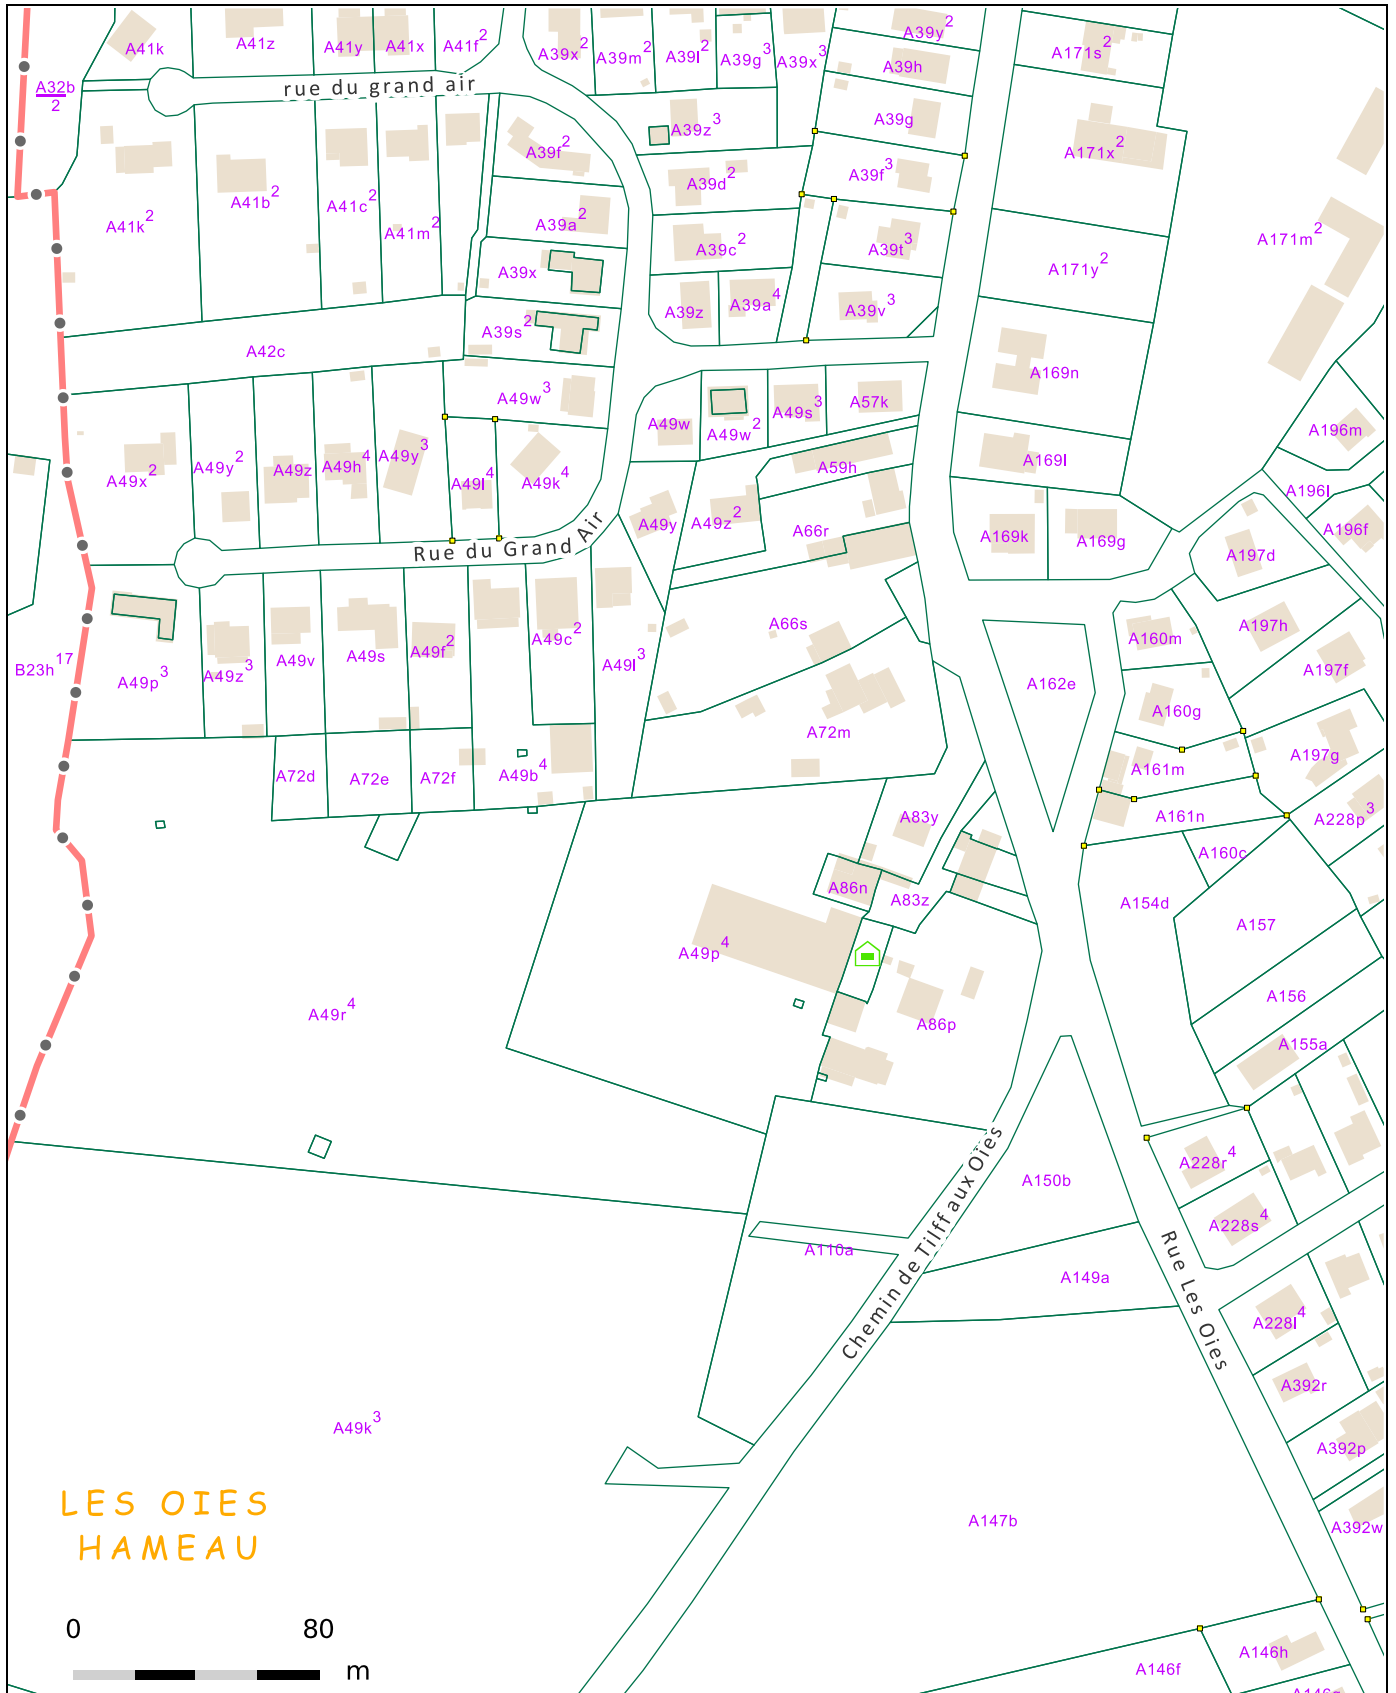 A41k
A41z
A41y
A41x
A41f²
A39x²
A39m²
A39l²
A39g³
A39x³
A39y²
A171s²
A32b
2
rue du grand air
A39h
A39z³
A39g
A171x²
A39f²
A39d²
A39f³
A41k²
A41b²
A41c²
A41m²
A39a²
A39c²
A39t³
A171m²
A39x
A171y²
A39z
A39a⁴
A39v³
A39s²
A42c
A169n
A49w³
A49w
A49w²
A49s³
A57k
A196m
A49x²
A49y²
A49z
A49h⁴
A49y³
A49l⁴
A49k⁴
A59h
A169l
A196l
A49y
A49z²
A66r
A169k
A169g
A196f
Rue du Grand Air
A197d
A66s
A49v
A49s
A49f²
A49c²
A160m
A197h
B23h¹⁷
A49p³
A49z³
A49l³
A162e
A197f
A160g
A72m
A72d
A72e
A72f
A49b⁴
A161m
A197g
A83y
A161n
A228p³
A160c
A86n
A83z
A154d
A157
A49p⁴
A156
A49r⁴
A86p
A155a
A228r⁴
A150b
A228s⁴
A110a
A149a
Chemin de Tilff aux Oies
Rue Les Oies
A228l⁴
A392r
A49k³
A392p
LES OIES
HAMEAU
A147b
A392w
0 80
m
A146h
A146f